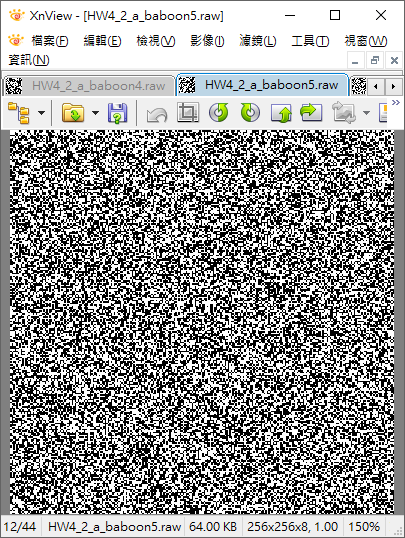 XnView - [HW4_2_a_baboon5.raw]
檔案(F) 編輯(E) 檢視(V) 影像(I) 濾鏡(L) 工具(T) 視窗(W)
資訊(N)
HW4_2_a_baboon4.raw HW4_2_a_baboon5.raw
12/44 HW4_2_a_baboon5.raw 64.00 KB 256x256x8, 1.00 150%